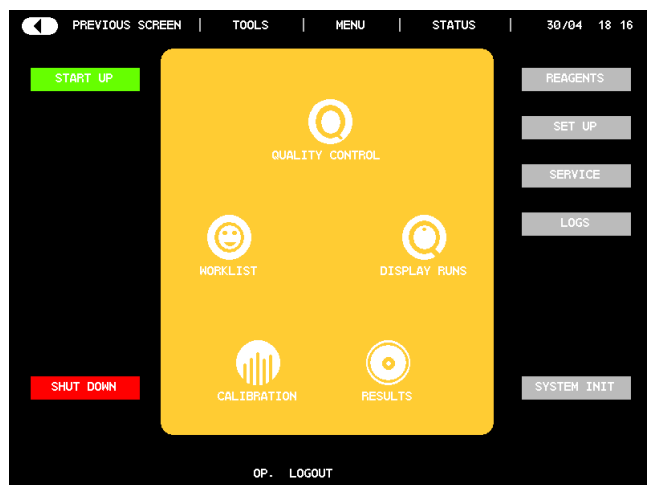 PREVIOUS SCREEN | TOOLS | MENU | STATUS | 30/04 18 16
START UP
REAGENTS
SET UP
QUALITY CONTROL
SERVICE
LOGS
WORKLIST
DISPLAY RUNS
SHUT DOWN
CALIBRATION
RESULTS
SYSTEM INIT
OP. LOGOUT